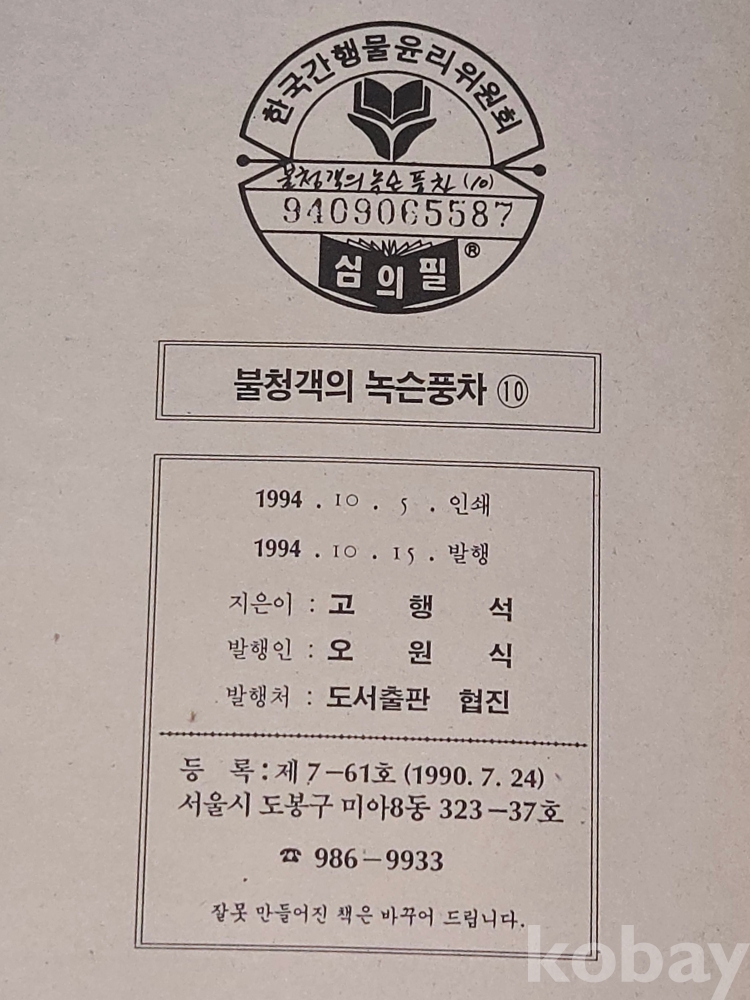 한국간행물윤리위원회
불청객의 녹슨 풍차 (10)
9409065587
심의필 ®
불청객의 녹슨풍차 ⑩
1994 . 10 . 5 . 인쇄
1994 . 10 . 15 . 발행
지은이 : 고 행 석
발행인 : 오 원 식
발행처 : 도서출판 협진
등 록 : 제 7-61호 (1990. 7. 24)
서울시 도봉구 미아8동 323-37호
☎ 986-9933
잘못 만들어진 책은 바꾸어 드립니다.
kobay